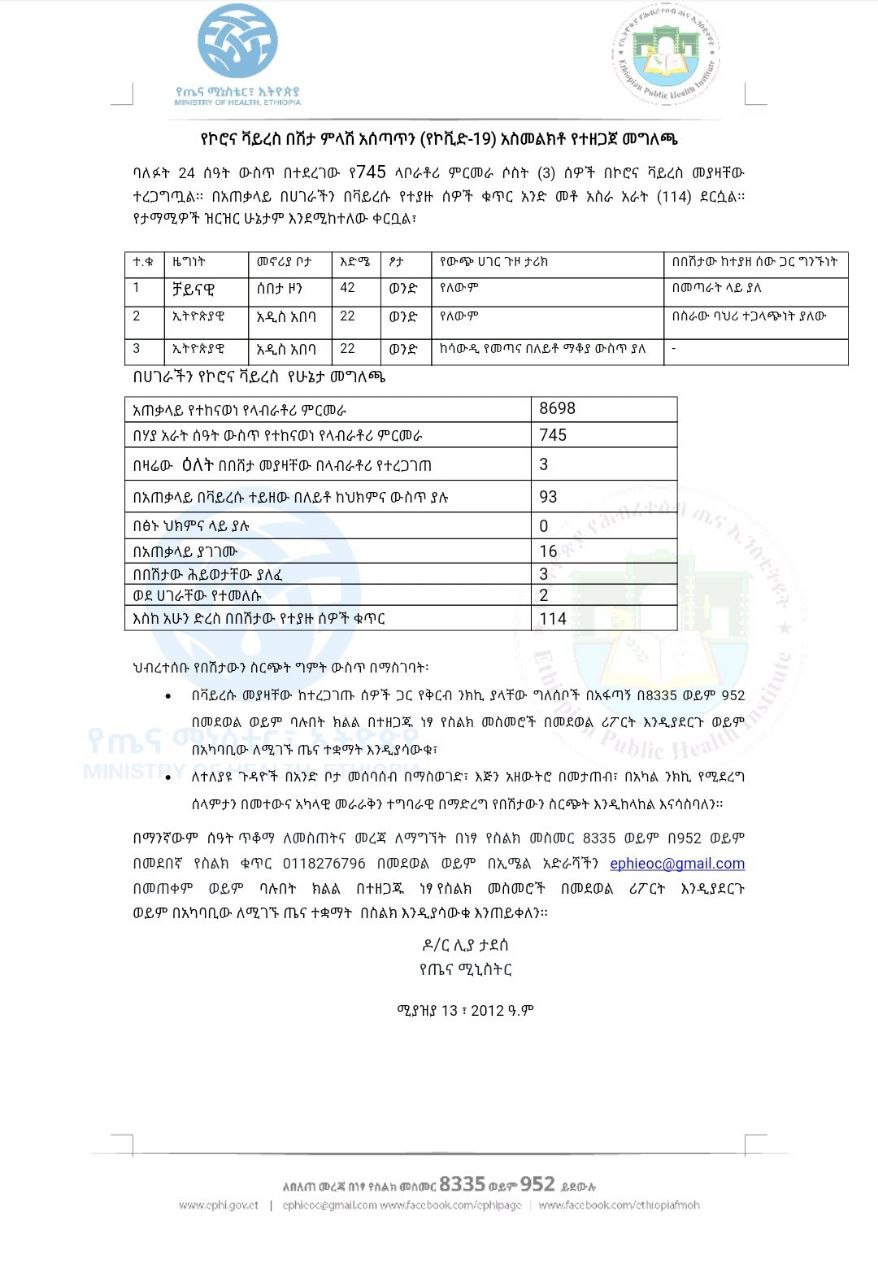 የጤና ሚኒስቴር፣ ኢትዮጵያ
MINISTRY OF HEALTH, ETHIOPIA
Ethiopian Public Health Institute
የኮሮና ቫይረስ በሽታ ምላሽ አሰጣጥን (የኮቪድ-19) አስመልክቶ የተዘጋጀ መግለጫ
ባለፉት 24 ሰዓት ውስጥ በተደረገው የ745 ላቦራቶሪ ምርመራ ሶስት (3) ሰዎች በኮሮና ቫይረስ መያዛቸው
ተረጋግጧል፡፡ በአጠቃላይ በሀገራችን በቫይረሱ የተያዙ ሰዎች ቁጥር አንድ መቶ አስራ አራት (114) ደርሷል፡፡
የታማሚዎች ዝርዝር ሁኔታም እንደሚከተለው ቀርቧል፣
ተ.ቁ ዜግነት መኖሪያ ቦታ እድሜ ፆታ የውጭ ሀገር ጉዞ ታሪክ በበሽታው ከተያዘ ሰው ጋር ግንኙነት
1 ቻይናዊ ሰበታ ዞን 42 ወንድ የለውም በመጣራት ላይ ያለ
2 ኢትዮጵያዊ አዲስ አበባ 22 ወንድ የለውም በስራው ባህሪ ተጋላጭነት ያለው
3 ኢትዮጵያዊ አዲስ አበባ 22 ወንድ ከሳውዲ የመጣና በለይቶ ማቆያ ውስጥ ያለ -
በሀገራችን የኮሮና ቫይረስ የሁኔታ መግለጫ
አጠቃላይ የተከናወነ የላብራቶሪ ምርመራ 8698
በሃያ አራት ሰዓት ውስጥ የተከናወነ የላብራቶሪ ምርመራ 745
በዛሬው ዕለት በበሽታ መያዛቸው በላብራቶሪ የተረጋገጠ 3
በአጠቃላይ በቫይረሱ ተይዘው በለይቶ ከህክምና ውስጥ ያሉ 93
በፅኑ ህክምና ላይ ያሉ 0
በአጠቃላይ ያገገሙ 16
በበሽታው ሕይወታቸው ያለፈ 3
ወደ ሀገራቸው የተመለሱ 2
እስከ አሁን ድረስ በበሽታው የተያዙ ሰዎች ቁጥር 114
ህብረተሰቡ የበሽታውን ስርጭት ግምት ውስጥ በማስገባት፡
• በቫይረሱ መያዛቸው ከተረጋገጡ ሰዎች ጋር የቅርብ ንክኪ ያላቸው ግለሰቦች በአፋጣኝ በ8335 ወይም 952
በመደወል ወይም ባሉበት ክልል በተዘጋጁ ነፃ የስልክ መስመሮች በመደወል ሪፖርት እንዲያደርጉ ወይም
በአካባቢው ለሚገኙ ጤና ተቋማት እንዲያሳውቁ፣
• ለተለያዩ ጉዳዮች በአንድ ቦታ መሰባሰብ በማስወገድ፣ እጅን አዘውትሮ በመታጠብ፣ በአካል ንክኪ የሚደረግ
ሰላምታን በመተውና አካላዊ መራራቅን ተግባራዊ በማድረግ የበሽታውን ስርጭት እንዲከላከል እናሳስባለን፡፡
በማንኛውም ሰዓት ጥቆማ ለመስጠትና መረጃ ለማግኘት በነፃ የስልክ መስመር 8335 ወይም በ952 ወይም
በመደበኛ የስልክ ቁጥር 0118276796 በመደወል ወይም በኢሜል አድራሻችን ephieoc@gmail.com
በመጠቀም ወይም ባሉበት ክልል በተዘጋጁ ነፃ የስልክ መስመሮች በመደወል ሪፖርት እንዲያደርጉ
ወይም በአካባቢው ለሚገኙ ጤና ተቋማት በስልክ እንዲያሳውቁ እንጠይቀለን፡፡
ዶ/ር ሊያ ታደሰ
የጤና ሚኒስትር
ሚያዝያ 13 ፣ 2012 ዓ.ም
ለበለጠ መረጃ በነፃ የስልክ መስመር 8335 ወይም 952 ይደውሉ
www.ephi.gov.et | ephieoc@gmail.com www.facebook.com/ephipage | www.facebook.com/ethiopiafmoh